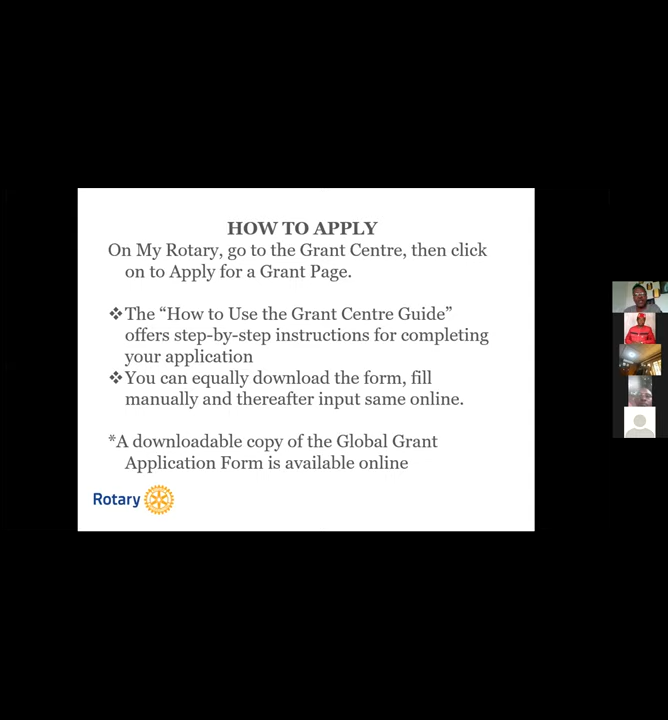 HOW TO APPLY
On My Rotary, go to the Grant Centre, then click
on to Apply for a Grant Page.
❖The “How to Use the Grant Centre Guide”
offers step-by-step instructions for completing
your application
❖You can equally download the form, fill
manually and thereafter input same online.
*A downloadable copy of the Global Grant
Application Form is available online
Rotary